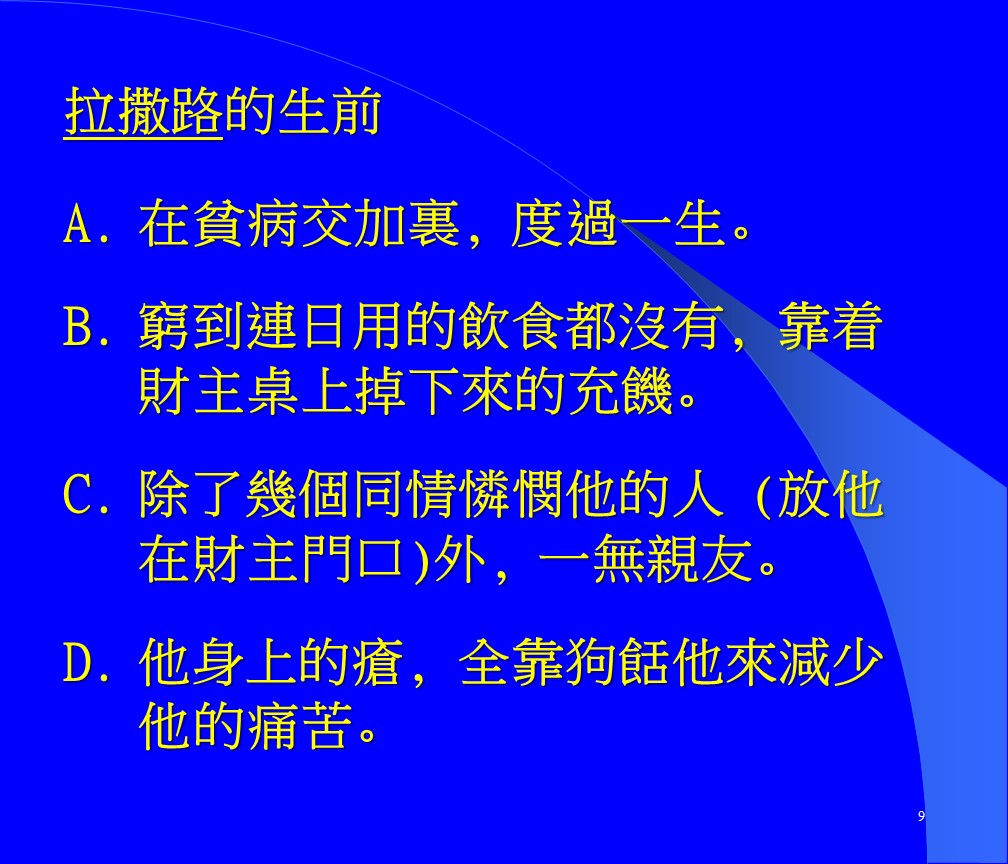 拉撒路的生前
A. 在貧病交加裏, 度過一生。
B. 窮到連日用的飲食都沒有, 靠着
財主桌上掉下來的充饑。
C. 除了幾個同情憐憫他的人 (放他
在財主門口)外, 一無親友。
D. 他身上的瘡, 全靠狗餂他來減少
他的痛苦。
9